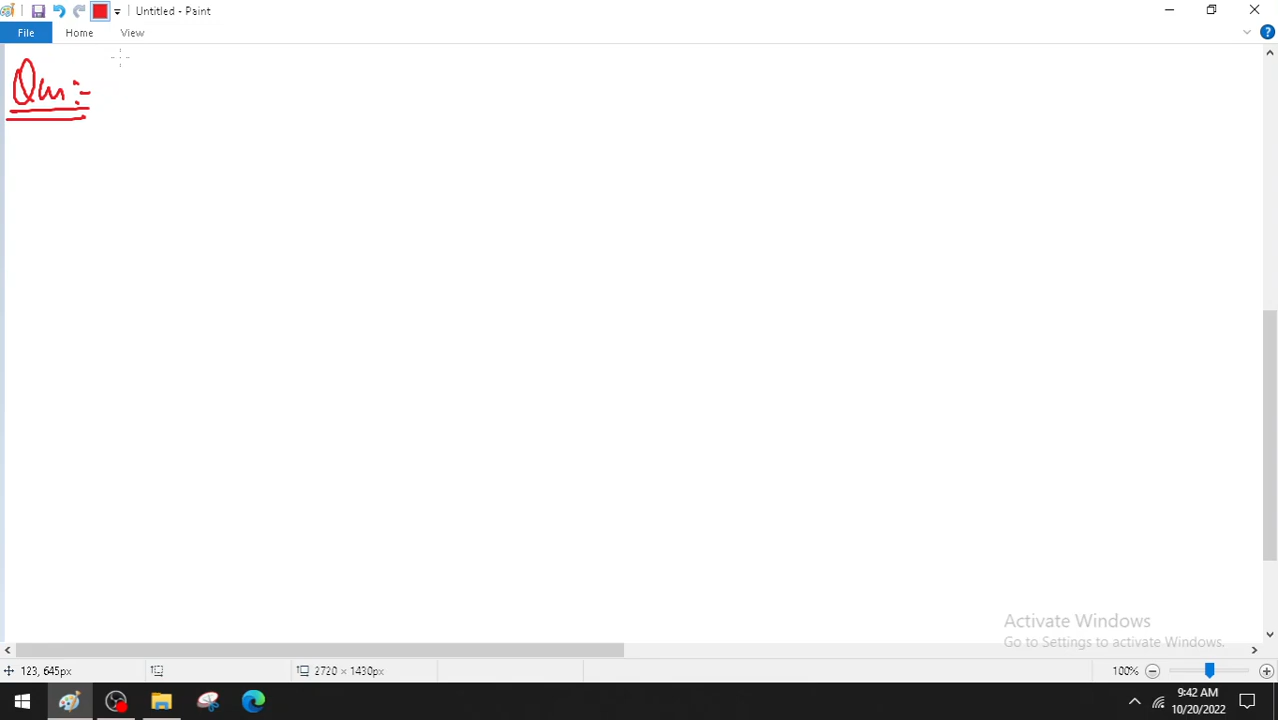 Untitled - Paint
File Home View
Qus :-
Activate Windows
Go to Settings to activate Windows.
123, 645px 2720 × 1430px 100%
9:42 AM
10/20/2022